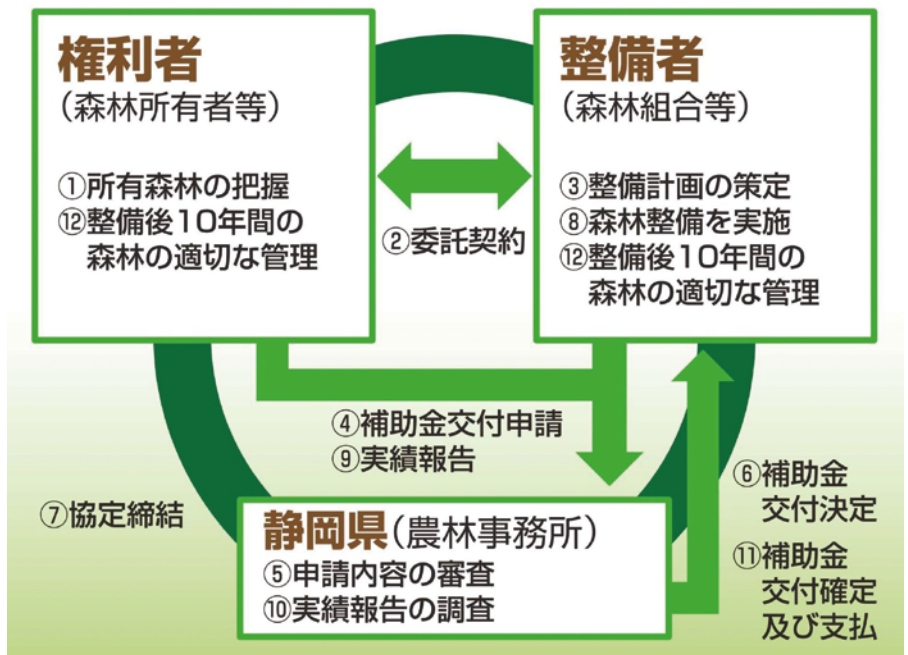 権利者
(森林所有者等)
①所有森林の把握
⑫整備後10年間の
森林の適切な管理
②委託契約
整備者
(森林組合等)
③整備計画の策定
⑧森林整備を実施
⑫整備後10年間の
森林の適切な管理
④補助金交付申請
⑨実績報告
⑦協定締結
静岡県(農林事務所)
⑤申請内容の審査
⑩実績報告の調査
⑥補助金
交付決定
⑪補助金
交付確定
及び支払